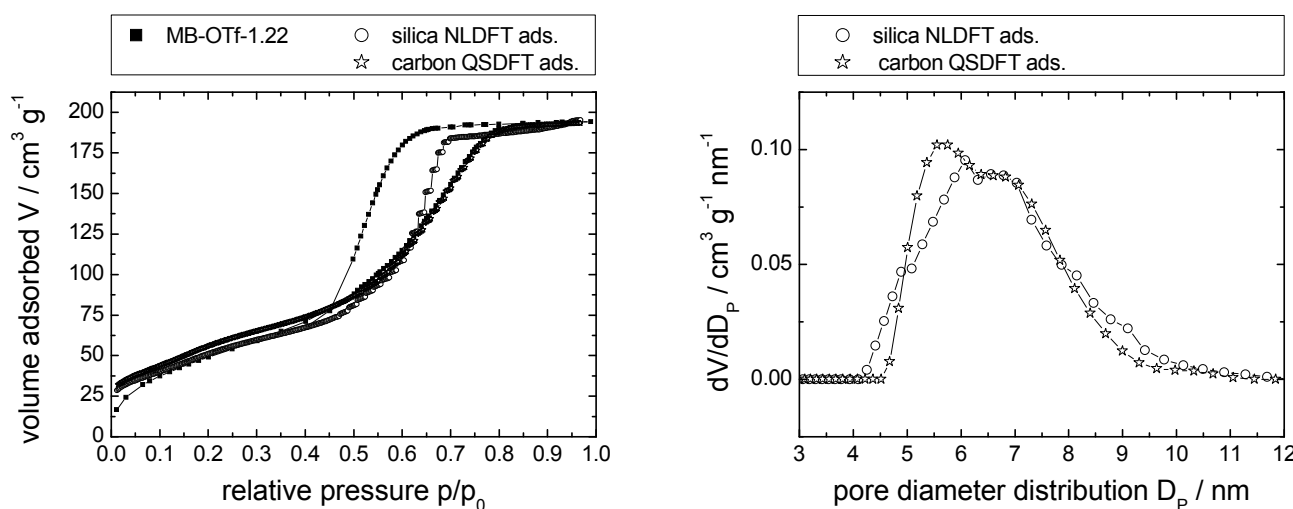 MB-OTf-1.22 silica NLDFT ads.
carbon QSDFT ads.
200
175
150
125
100
75
50
25
0
0.0 0.1 0.2 0.3 0.4 0.5 0.6 0.7 0.8 0.9 1.0
volume adsorbed V / cm³ g⁻¹
relative pressure p/p₀
silica NLDFT ads.
carbon QSDFT ads.
0.10
0.05
0.00
3 4 5 6 7 8 9 10 11 12
dV/dD_P / cm³ g⁻¹ nm⁻¹
pore diameter distribution D_P / nm